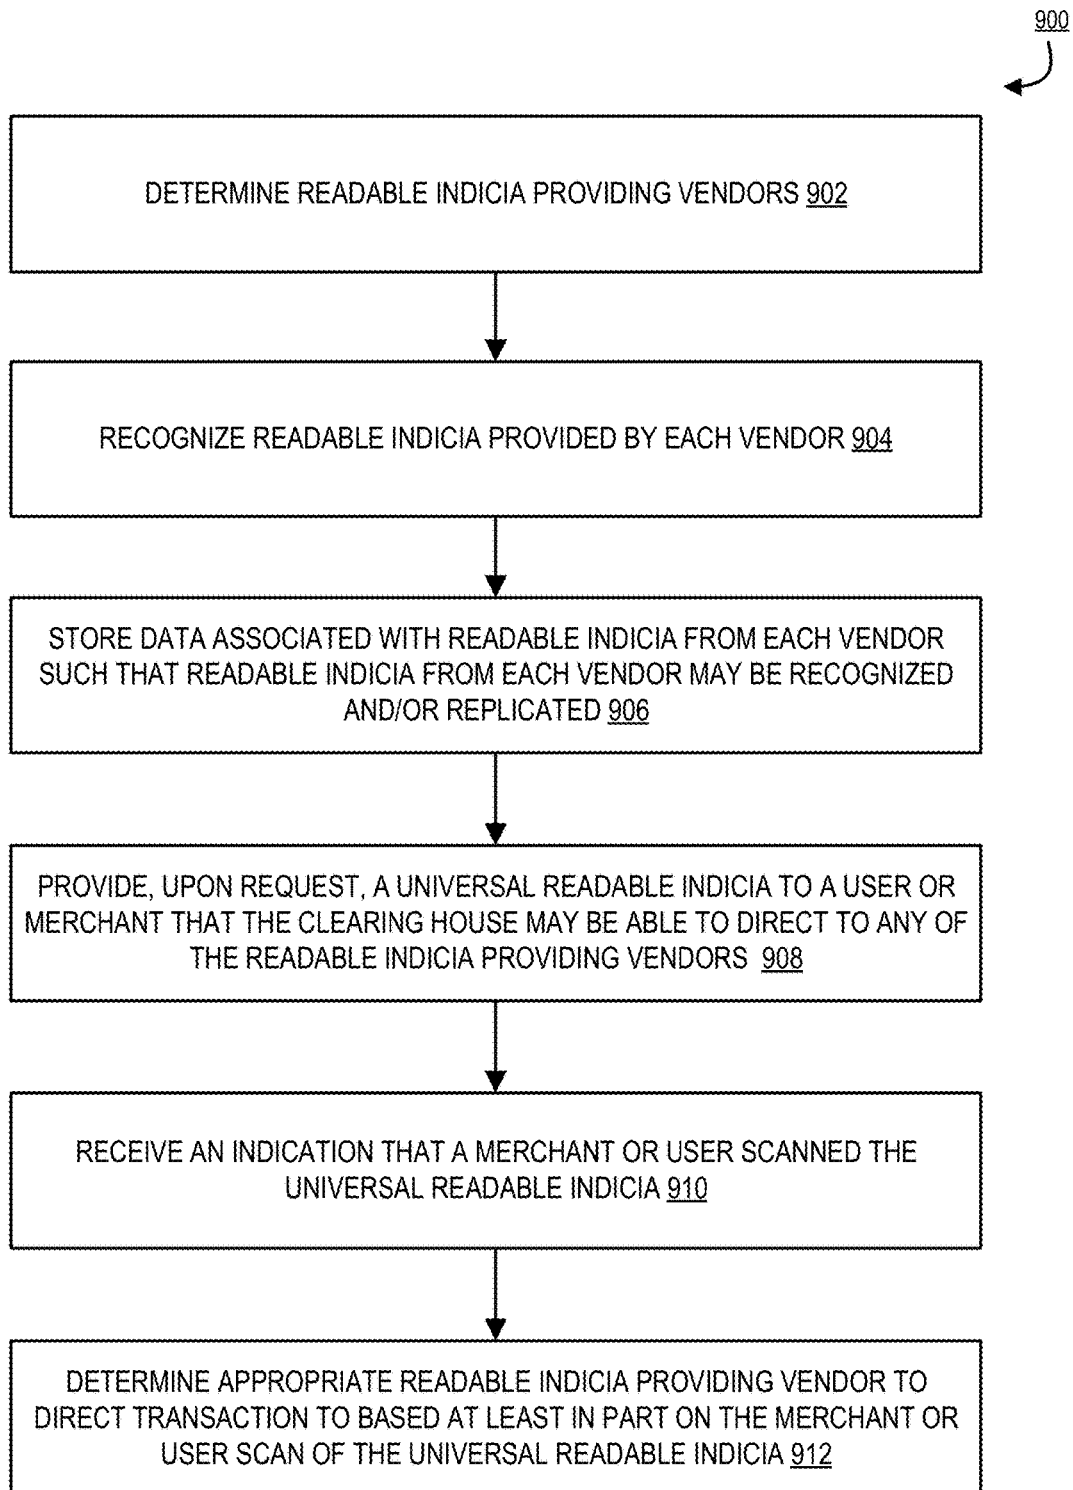 900
DETERMINE READABLE INDICIA PROVIDING VENDORS 902
RECOGNIZE READABLE INDICIA PROVIDED BY EACH VENDOR 904
STORE DATA ASSOCIATED WITH READABLE INDICIA FROM EACH VENDOR
SUCH THAT READABLE INDICIA FROM EACH VENDOR MAY BE RECOGNIZED
AND/OR REPLICATED 906
PROVIDE, UPON REQUEST, A UNIVERSAL READABLE INDICIA TO A USER OR
MERCHANT THAT THE CLEARING HOUSE MAY BE ABLE TO DIRECT TO ANY OF
THE READABLE INDICIA PROVIDING VENDORS 908
RECEIVE AN INDICATION THAT A MERCHANT OR USER SCANNED THE
UNIVERSAL READABLE INDICIA 910
DETERMINE APPROPRIATE READABLE INDICIA PROVIDING VENDOR TO
DIRECT TRANSACTION TO BASED AT LEAST IN PART ON THE MERCHANT OR
USER SCAN OF THE UNIVERSAL READABLE INDICIA 912